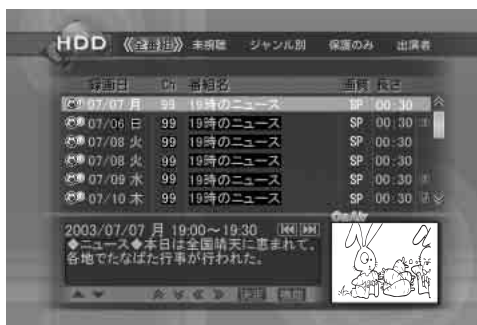 HDD 《全番組》 未視聴 ジャンル別 保護のみ 出演者
録画日 Ch 番組名 画質 長さ
07/07 月 99 19時のニュース SP 00:30
07/06 日 99 19時のニュース SP 00:30
07/08 火 99 19時のニュース SP 00:30
07/08 火 99 19時のニュース SP 00:30
07/09 木 99 19時のニュース SP 00:30
07/10 木 99 19時のニュース SP 00:30
OnAir
2003/07/07 月 19:00～19:30
◆ニュース◆本日は全国晴天に恵まれて、
各地でたなばた行事が行われた。